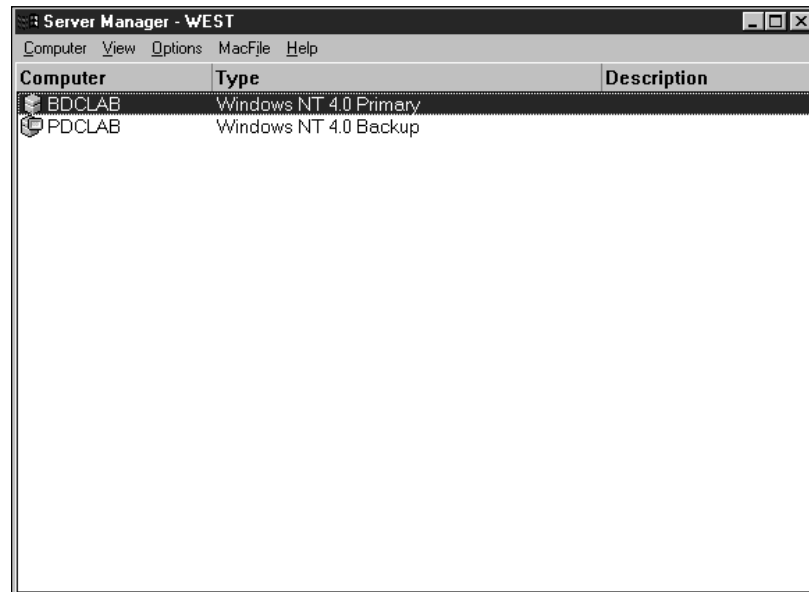 Server Manager - WEST
Computer View Options MacFile Help
Computer Type Description
BDCLAB Windows NT 4.0 Primary
PDCLAB Windows NT 4.0 Backup